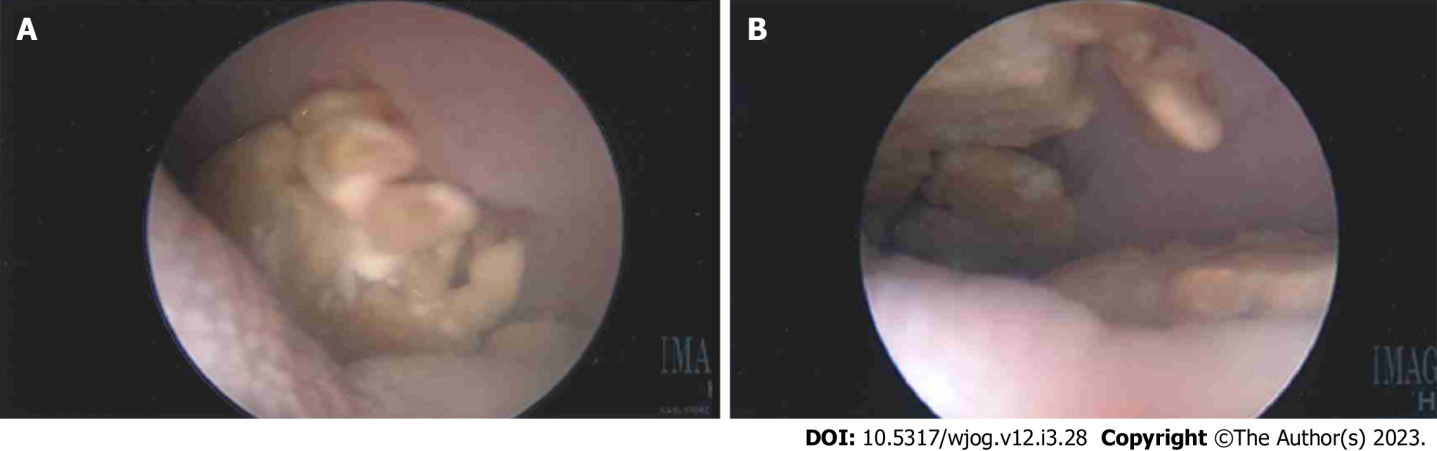 A
B
IMA
H
IMAG
H
DOI: 10.5317/wjog.v12.i3.28 Copyright ©The Author(s) 2023.